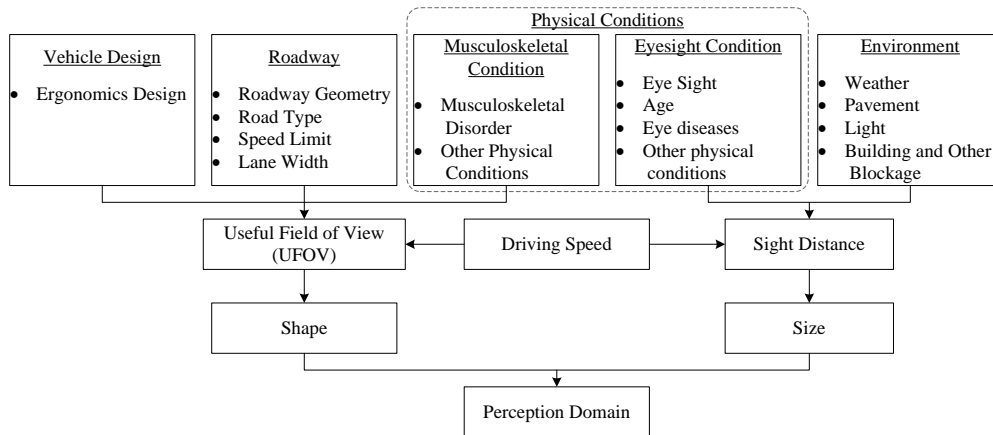 Physical Conditions
Vehicle Design
● Ergonomics Design
Roadway
● Roadway Geometry
● Road Type
● Speed Limit
● Lane Width
Musculoskeletal
Condition
● Musculoskeletal
Disorder
● Other Physical
Conditions
Eyesight Condition
● Eye Sight
● Age
● Eye diseases
● Other physical
conditions
Environment
● Weather
● Pavement
● Light
● Building and Other
Blockage
Useful Field of View
(UFOV)
Driving Speed
Sight Distance
Shape
Size
Perception Domain